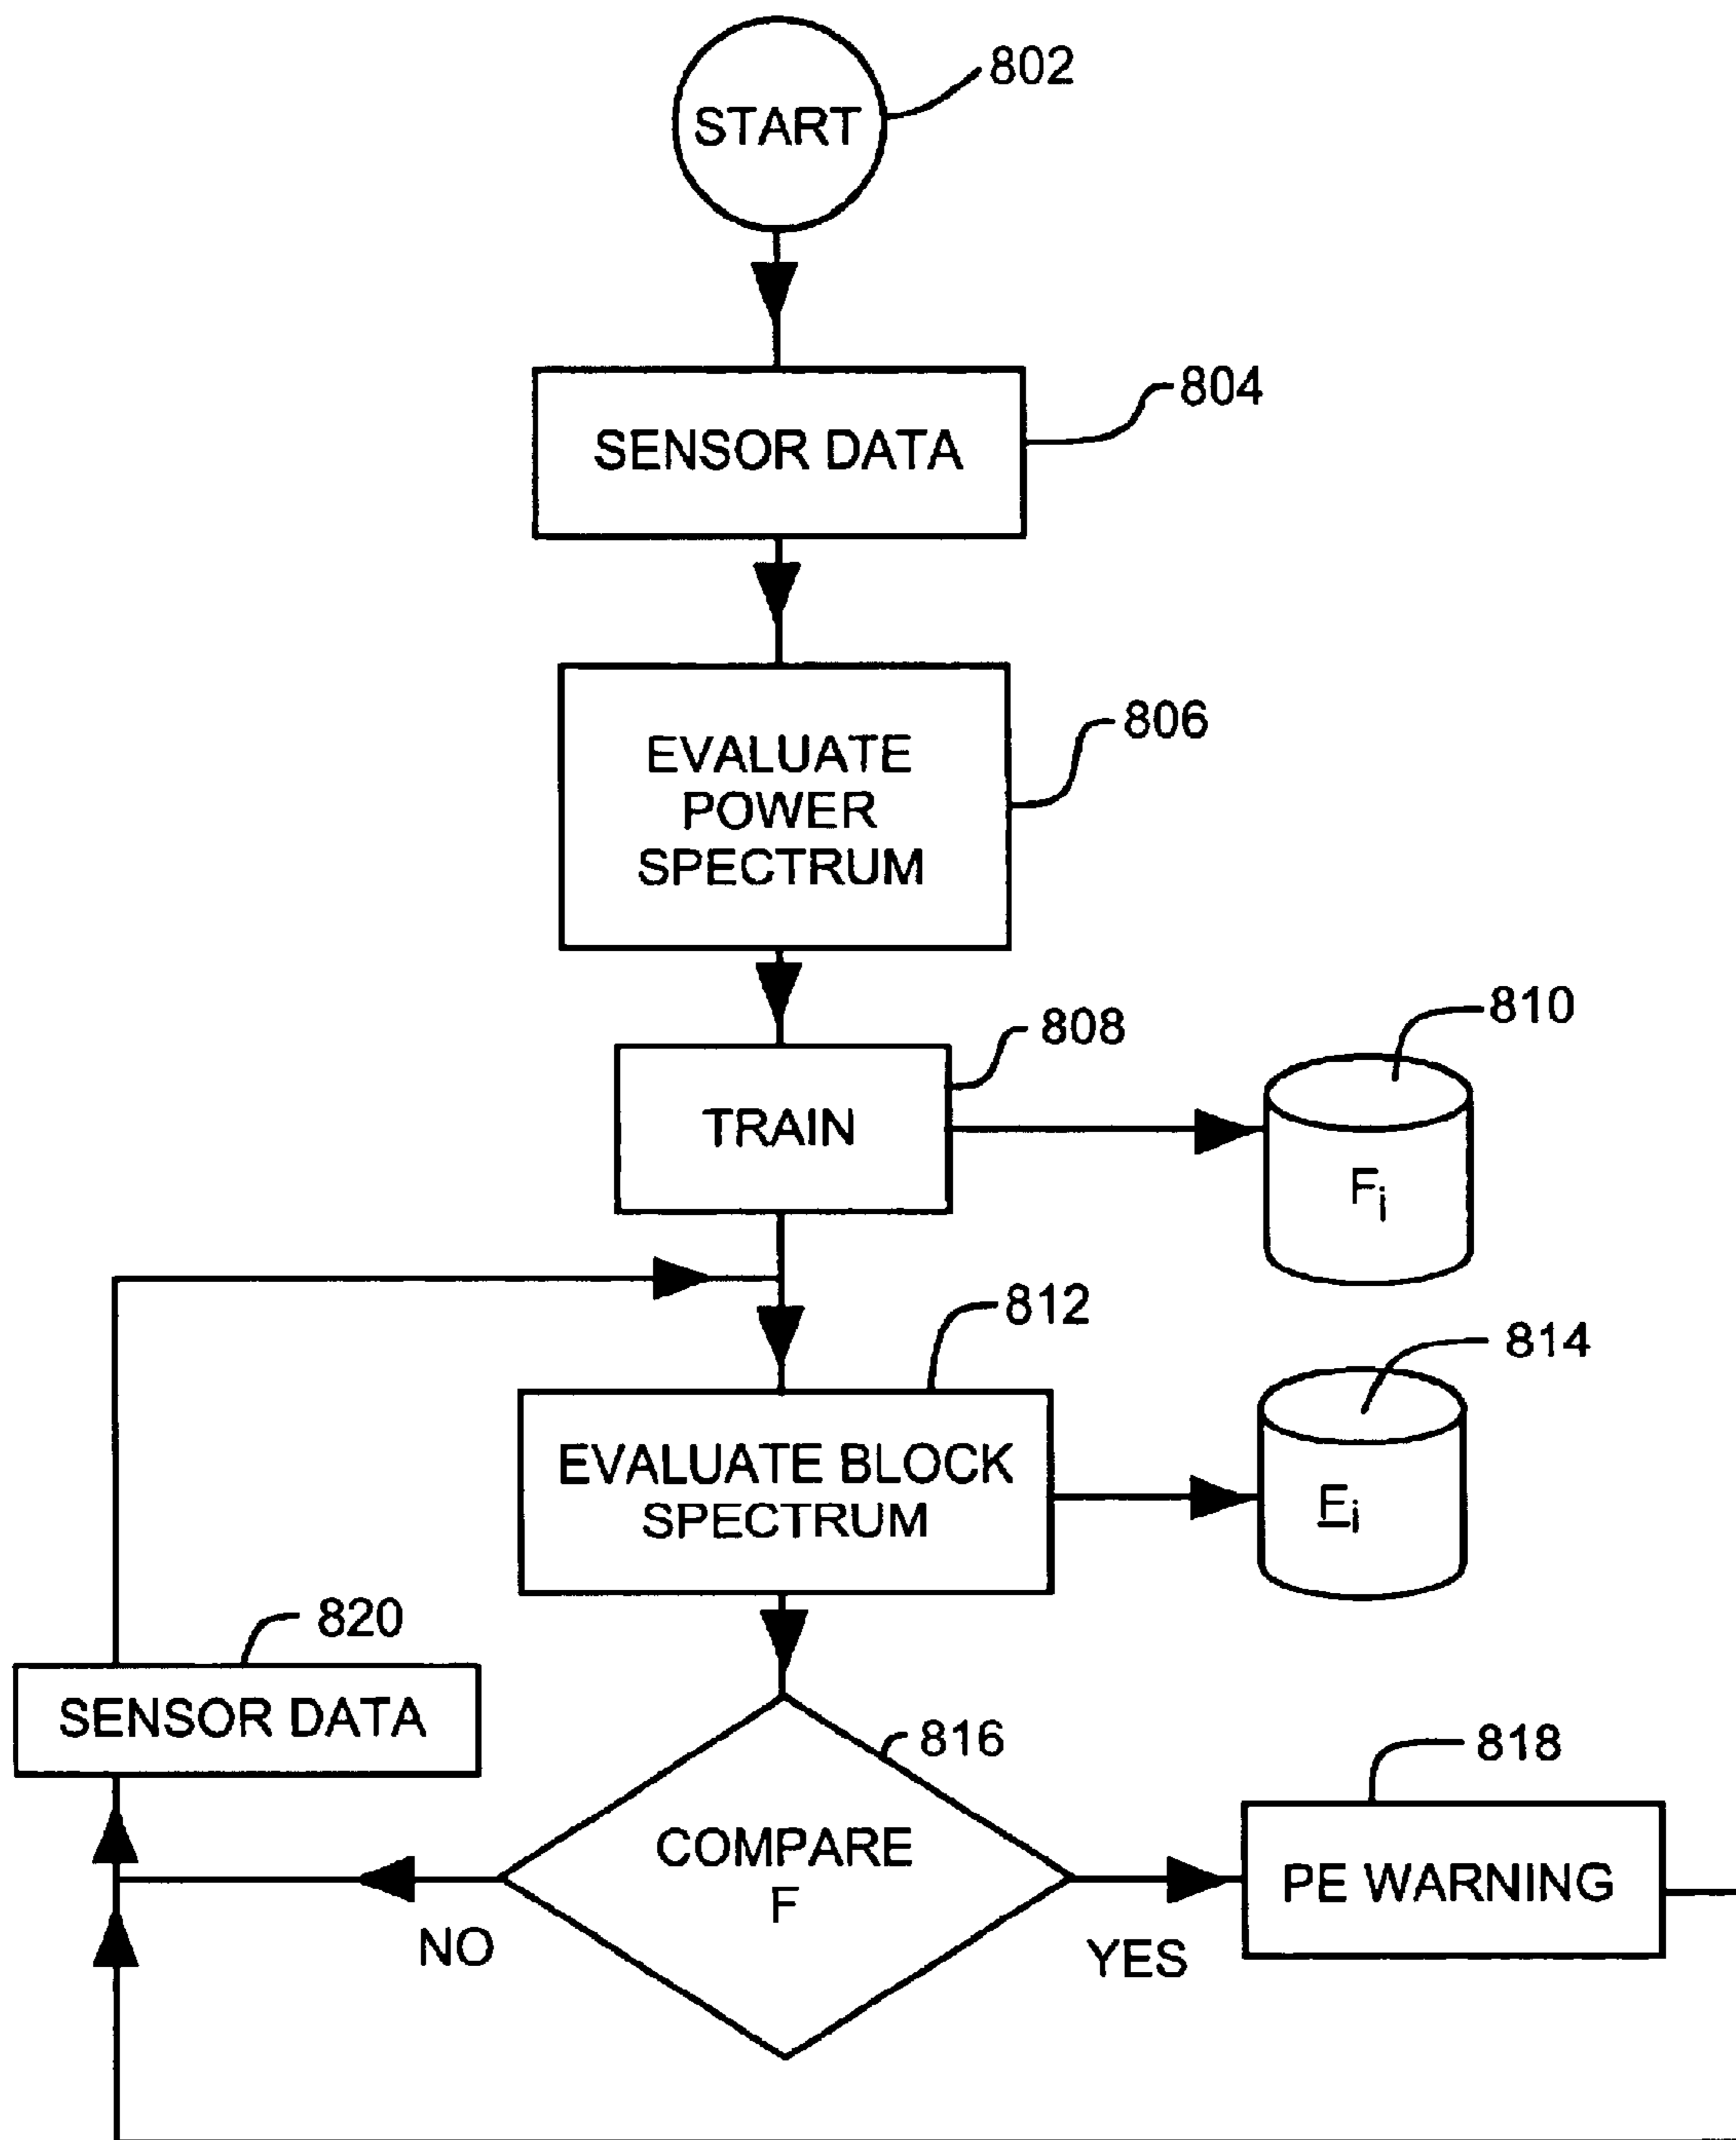 START
802
SENSOR DATA
804
EVALUATE
POWER
SPECTRUM
806
TRAIN
808
810
Fi
EVALUATE BLOCK
SPECTRUM
812
814
Fi
SENSOR DATA
820
COMPARE
F
816
NO
YES
PE WARNING
818